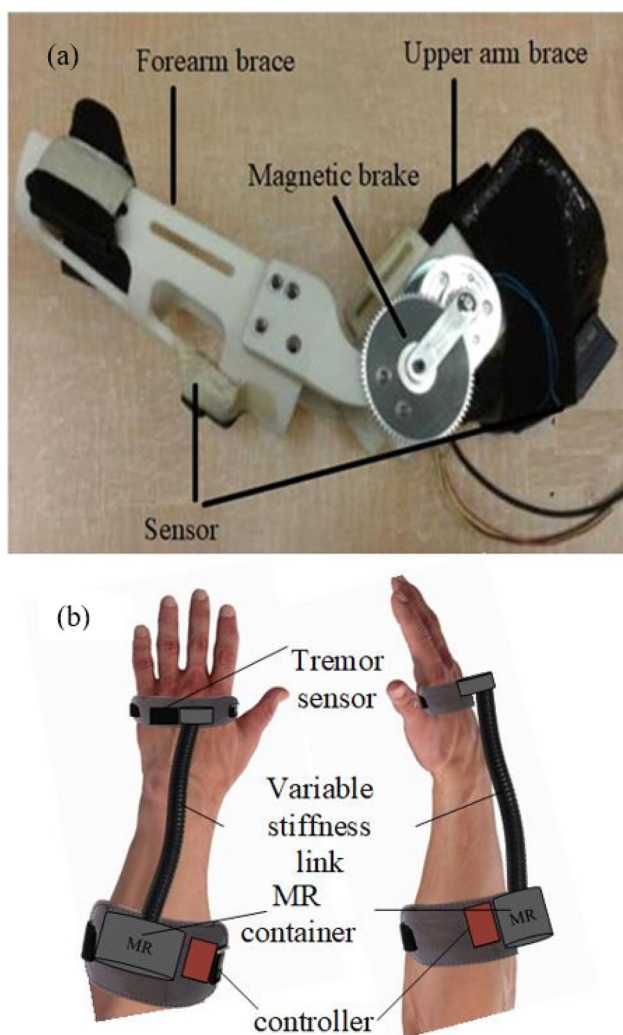 (a)
Forearm brace
Upper arm brace
Magnetic brake
Sensor
(b)
Tremor
sensor
Variable
stiffness
link
MR
container
MR
MR
controller